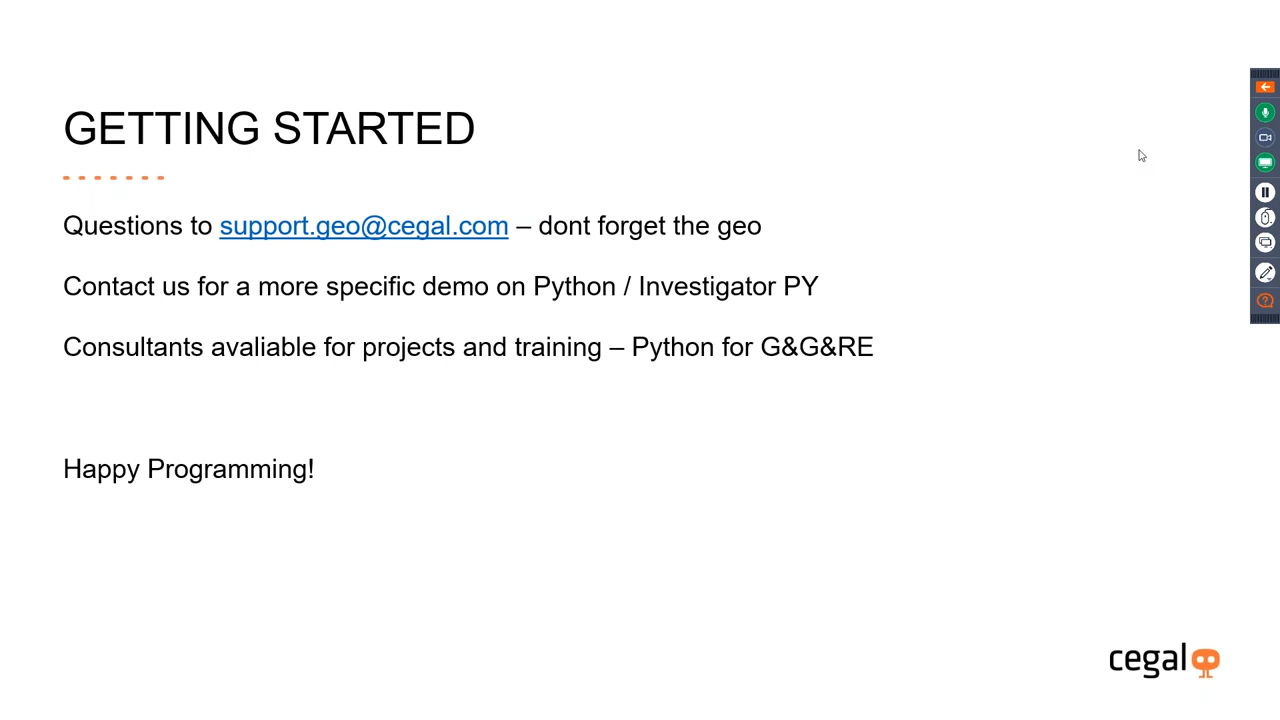 GETTING STARTED
Questions to support.geo@cegal.com – dont forget the geo
Contact us for a more specific demo on Python / Investigator PY
Consultants avaliable for projects and training – Python for G&G&RE
Happy Programming!
cegal